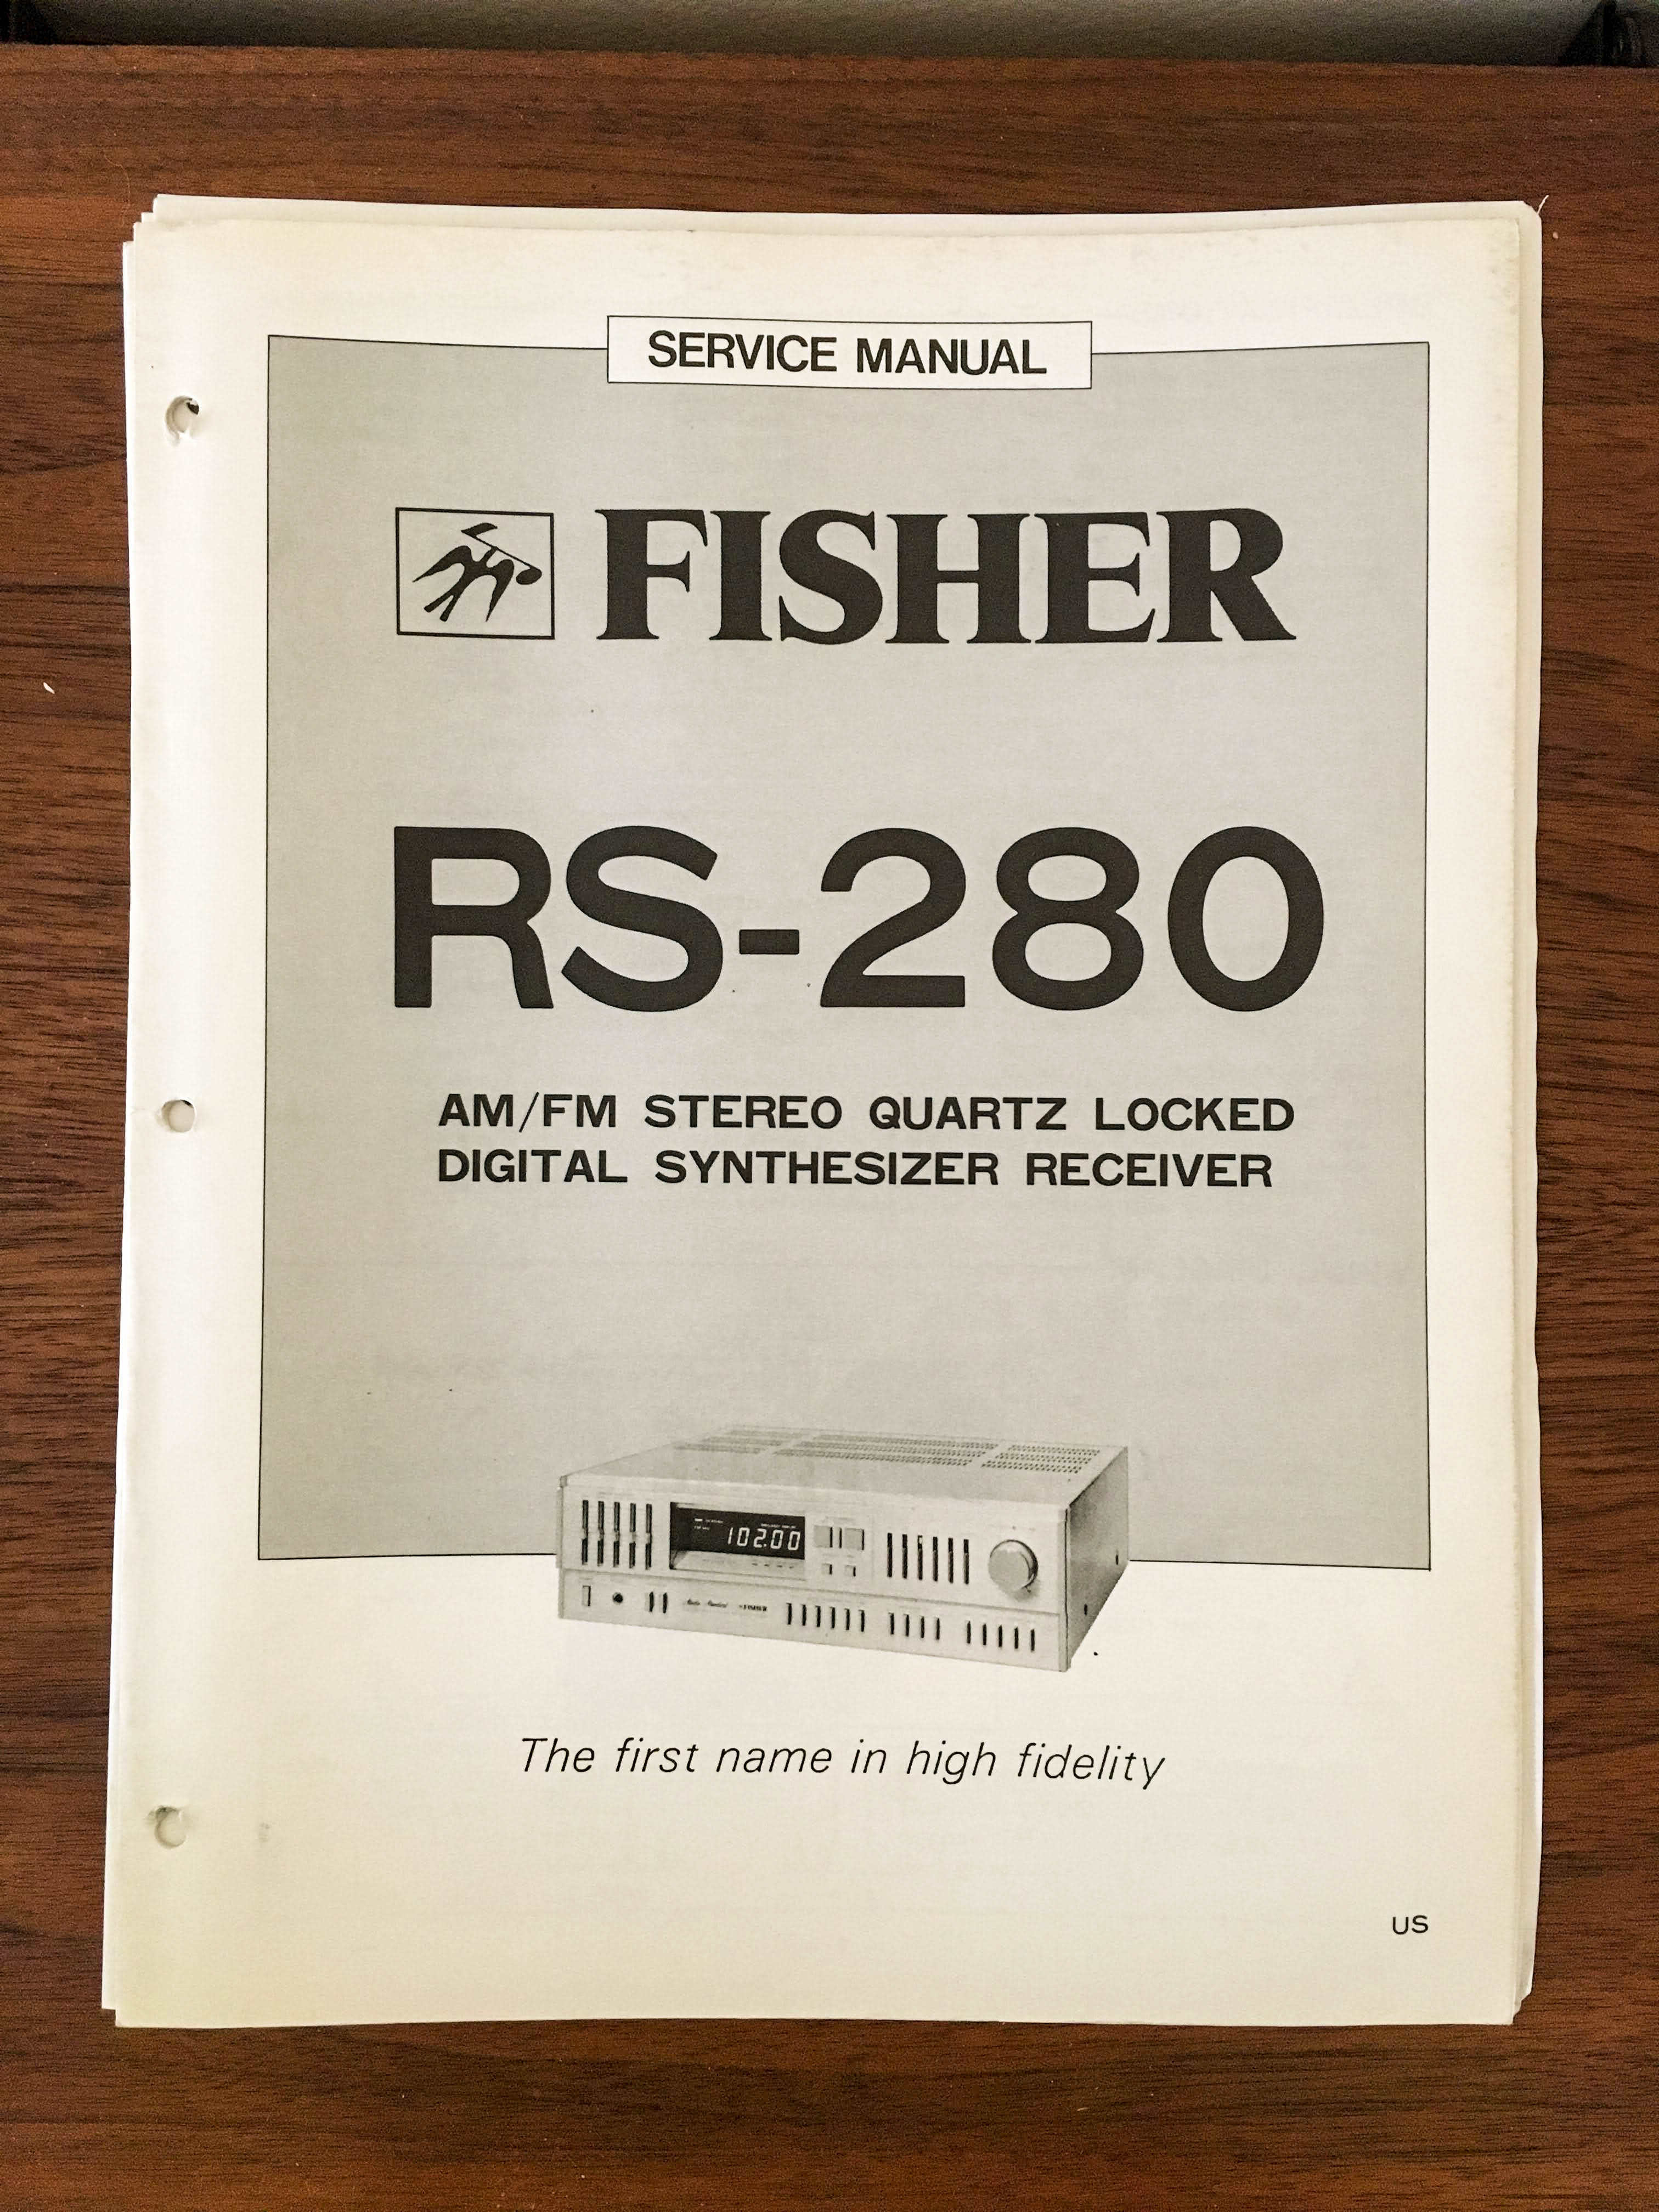 SERVICE MANUAL
FISHER
RS-280
AM/FM STEREO QUARTZ LOCKED
DIGITAL SYNTHESIZER RECEIVER
102.00
FISHER
The first name in high fidelity
US